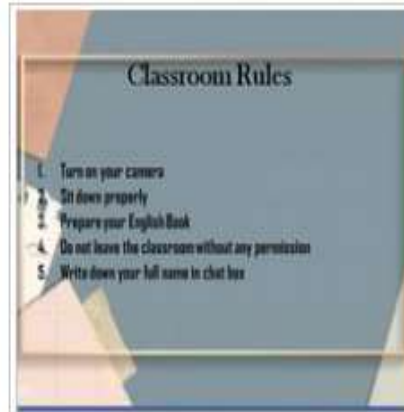 Classroom Rules
1. Turn on your camera
2. Sit down properly
3. Prepare your English Book
4. Do not leave the classroom without any permission
5. Write down your full name in chat box